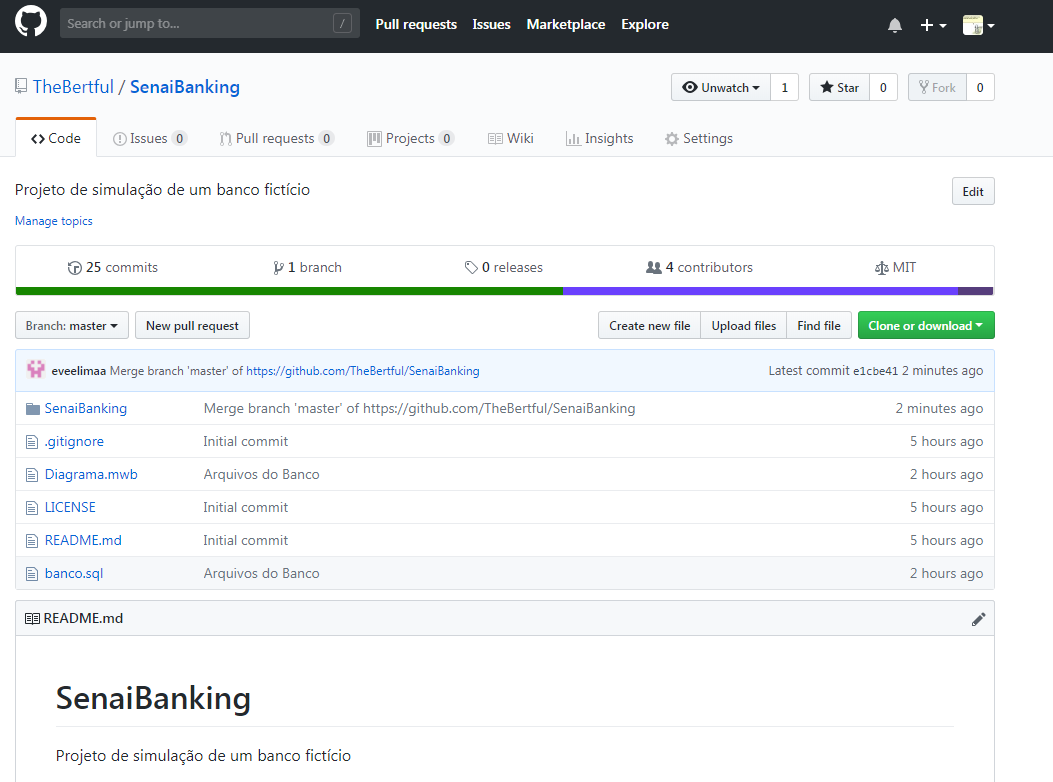 Search or jump to... / Pull requests Issues Marketplace Explore
TheBertful / SenaiBanking Unwatch 1 Star 0 Fork 0
Code Issues 0 Pull requests 0 Projects 0 Wiki Insights Settings
Projeto de simulação de um banco fictício Edit
Manage topics
25 commits 1 branch 0 releases 4 contributors MIT
Branch: master New pull request Create new file Upload files Find file Clone or download
eveelimaa Merge branch 'master' of https://github.com/TheBertful/SenaiBanking Latest commit e1cbe41 2 minutes ago
SenaiBanking Merge branch 'master' of https://github.com/TheBertful/SenaiBanking 2 minutes ago
.gitignore Initial commit 5 hours ago
Diagrama.mwb Arquivos do Banco 2 hours ago
LICENSE Initial commit 5 hours ago
README.md Initial commit 5 hours ago
banco.sql Arquivos do Banco 2 hours ago
README.md
SenaiBanking
Projeto de simulação de um banco fictício